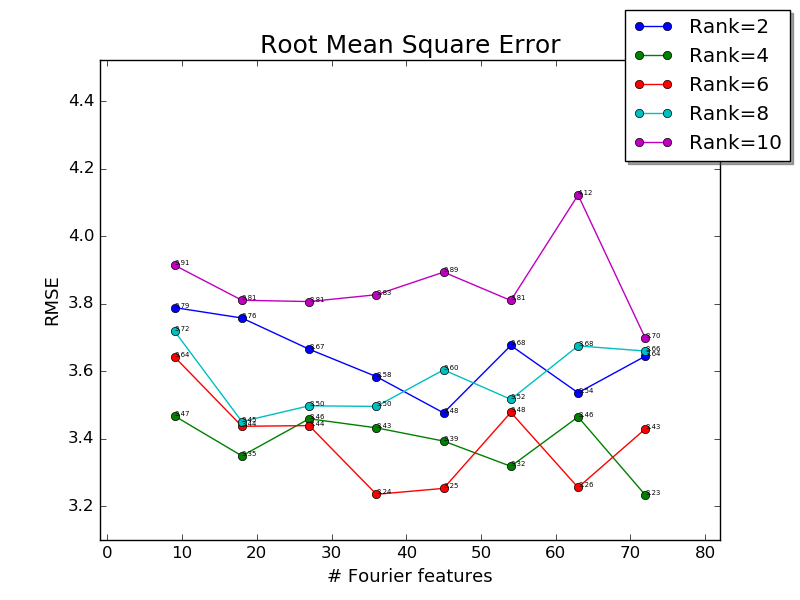 Root Mean Square Error
Rank=2
Rank=4
Rank=6
Rank=8
Rank=10
RMSE
4.4
4.2
4.0
3.8
3.6
3.4
3.2
0 10 20 30 40 50 60 70 80
# Fourier features
3.91 3.81 3.81 3.83 3.89 3.81 4.12 3.70
3.79 3.76 3.67 3.58 3.48 3.68 3.54 3.64
3.72 3.45 3.50 3.50 3.60 3.52 3.68 3.66
3.64 3.44 3.44 3.24 3.25 3.48 3.26 3.43
3.47 3.35 3.46 3.43 3.39 3.32 3.46 3.23